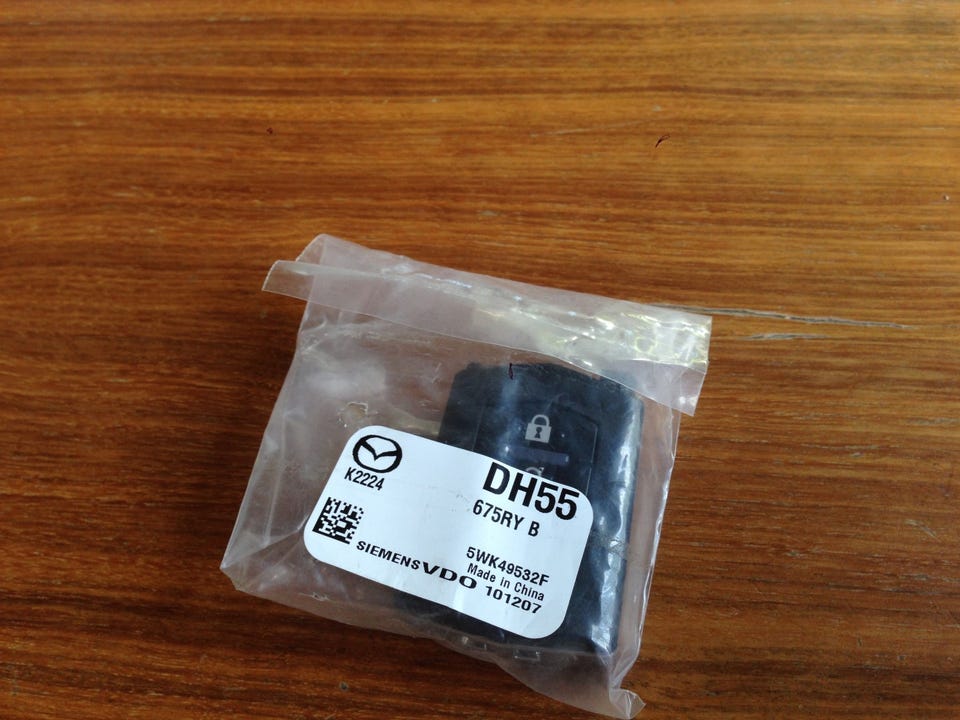 K2224
DH55
675RY B
5WK49532F
Made in China
SIEMENS VDO 101207